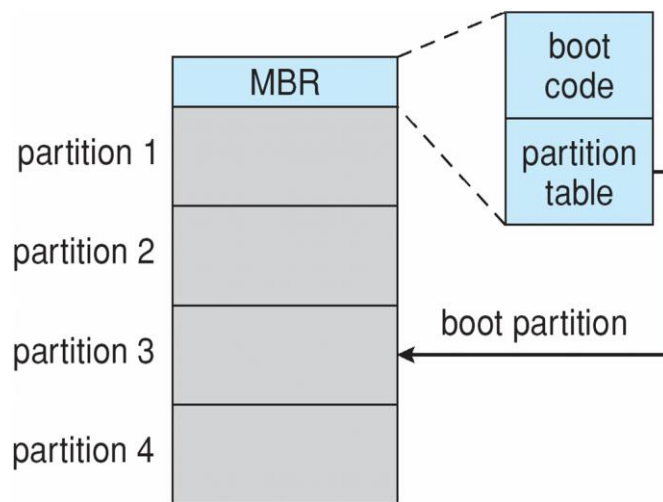 MBR
boot
code
partition
table
partition 1
partition 2
partition 3
boot partition
partition 4